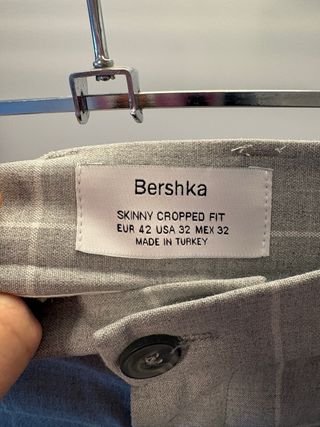 Bershka
SKINNY CROPPED FIT
EUR 42 USA 32 MEX 32
MADE IN TURKEY